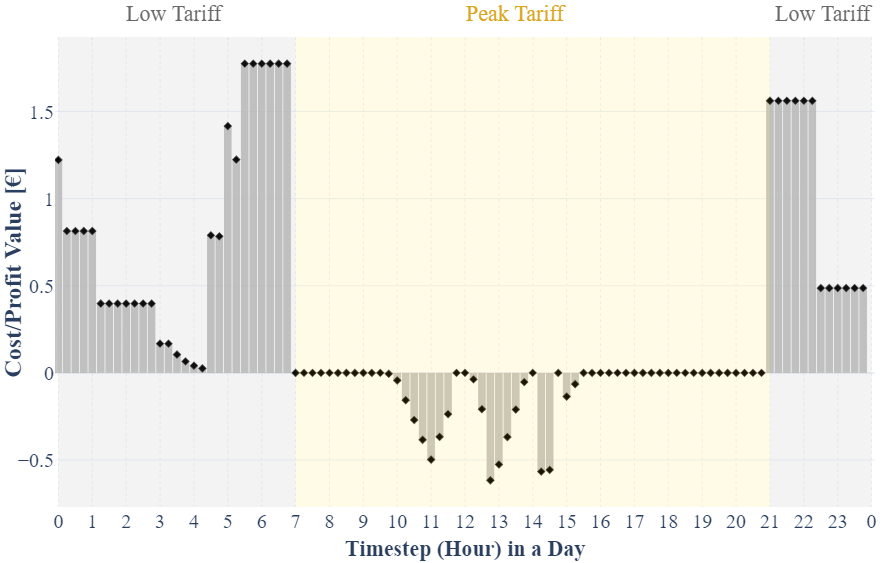 Low Tariff
Peak Tariff
Low Tariff
Cost/Profit Value [€]
1.5
1
0.5
0
−0.5
0 1 2 3 4 5 6 7 8 9 10 11 12 13 14 15 16 17 18 19 20 21 22 23 0
Timestep (Hour) in a Day